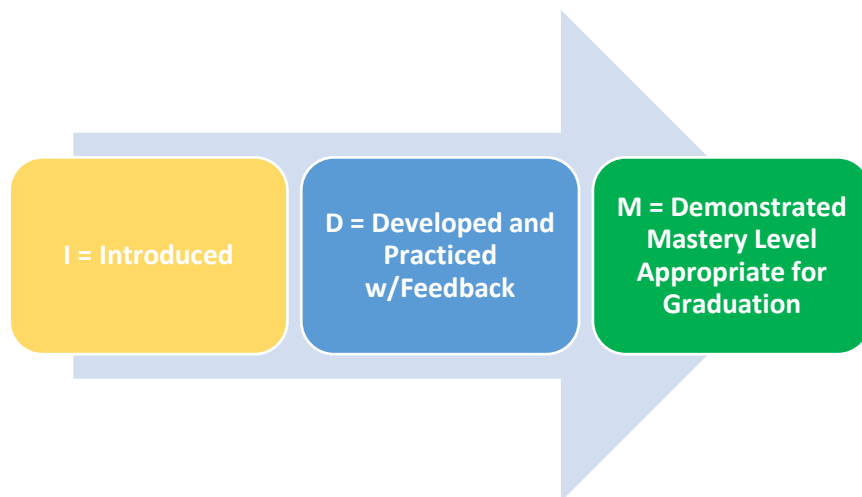 I = Introduced
D = Developed and
Practiced
w/Feedback
M = Demonstrated
Mastery Level
Appropriate for
Graduation